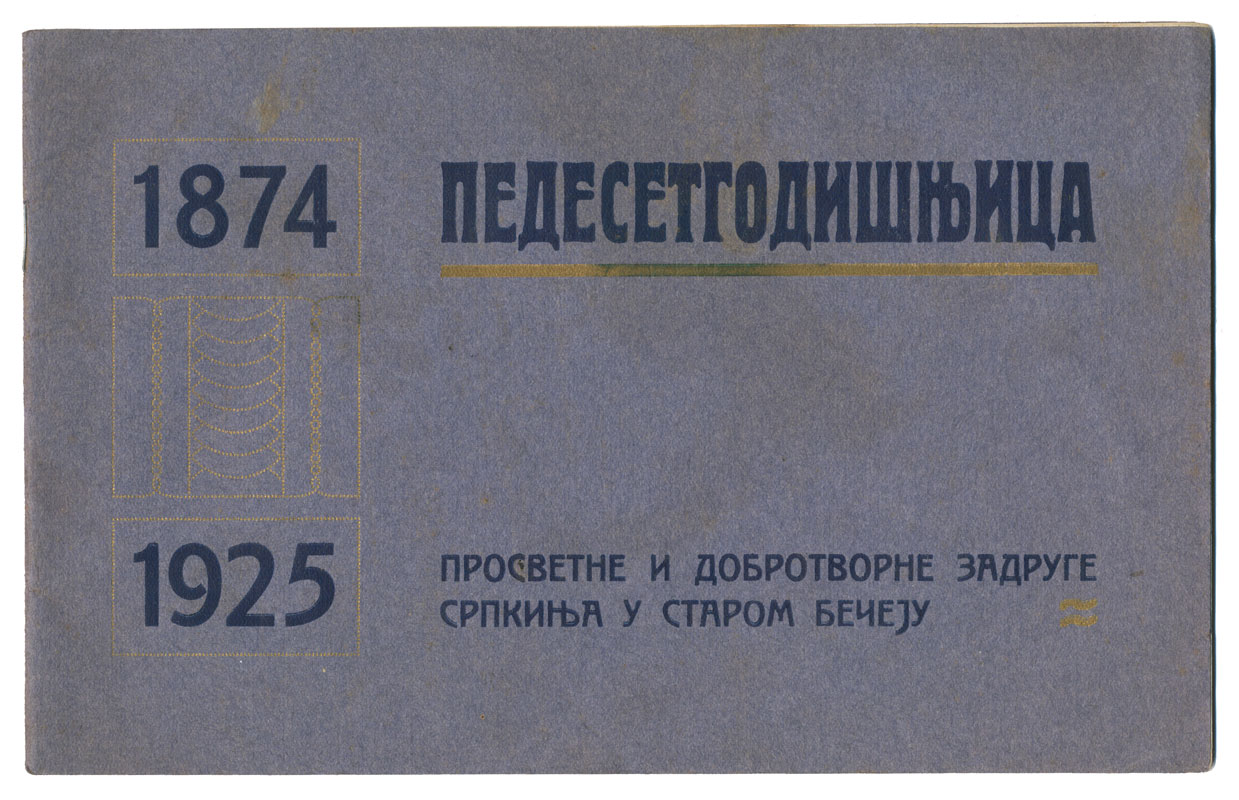 1874
ПЕДЕСЕТГОДИШЊИЦА
1925
ПРОСВЕТНЕ И ДОБРОТВОРНЕ ЗАДРУГЕ
СРПКИЊА У СТАРОМ БЕЧЕЈУ